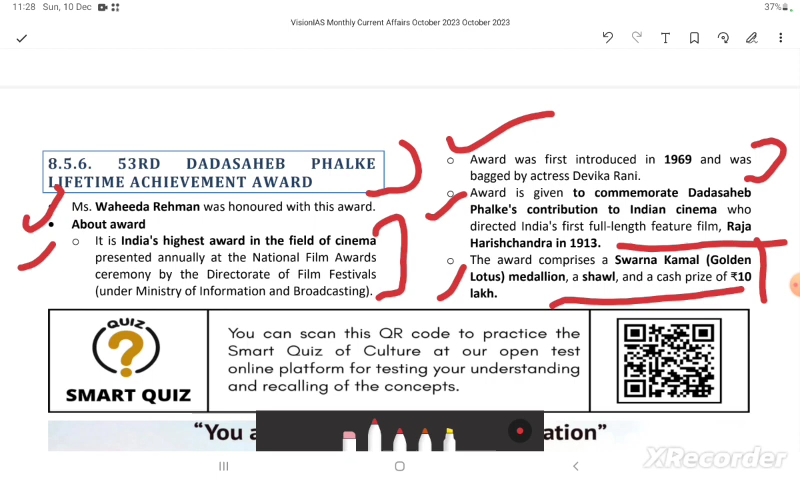 11:28 Sun, 10 Dec
37%
VisionIAS Monthly Current Affairs October 2023 October 2023
T
8.5.6. 53RD DADASAHEB PHALKE
LIFETIME ACHIEVEMENT AWARD
Ms. Waheeda Rehman was honoured with this award.
• About award
o It is India's highest award in the field of cinema
presented annually at the National Film Awards
ceremony by the Directorate of Film Festivals
(under Ministry of Information and Broadcasting).
o Award was first introduced in 1969 and was
bagged by actress Devika Rani.
o Award is given to commemorate Dadasaheb
Phalke's contribution to Indian cinema who
directed India's first full-length feature film, Raja
Harishchandra in 1913.
o The award comprises a Swarna Kamal (Golden
Lotus) medallion, a shawl, and a cash prize of ₹10
lakh.
QUIZ
?
SMART QUIZ
You can scan this QR code to practice the
Smart Quiz of Culture at our open test
online platform for testing your understanding
and recalling of the concepts.
“You a
ation”
XRecorder